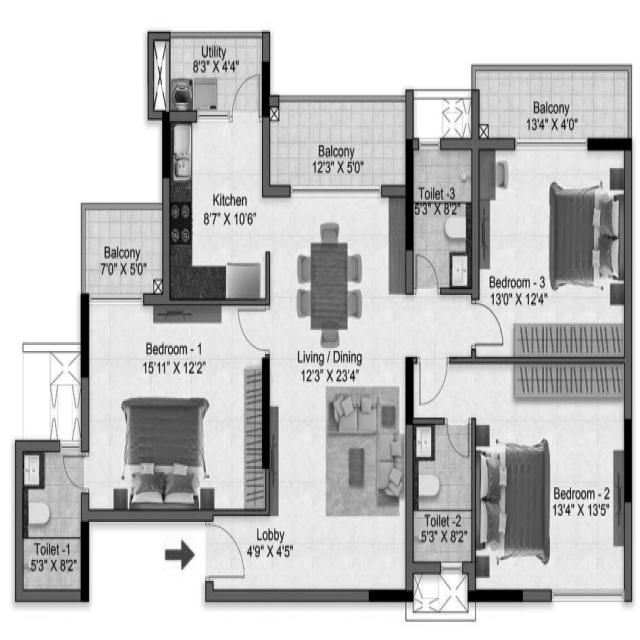 Utility
8'3" X 4'4"
Balcony
13'4" X 4'0"
Balcony
12'3" X 5'0"
Toilet -3
5'3" X 8'2"
Kitchen
8'7" X 10'6"
Balcony
7'0" X 5'0"
Bedroom - 3
13'0" X 12'4"
Bedroom - 1
15'11" X 12'2"
Living / Dining
12'3" X 23'4"
Bedroom - 2
13'4" X 13'5"
Toilet -2
5'3" X 8'2"
Lobby
4'9" X 4'5"
Toilet -1
5'3" X 8'2"